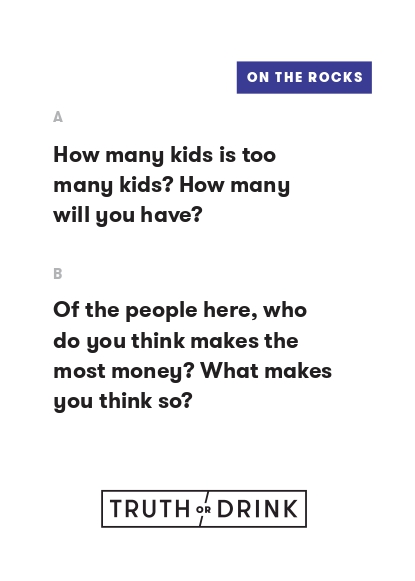 ON THE ROCKS
A
How many kids is too
many kids? How many
will you have?
B
Of the people here, who
do you think makes the
most money? What makes
you think so?
TRUTH OR DRINK